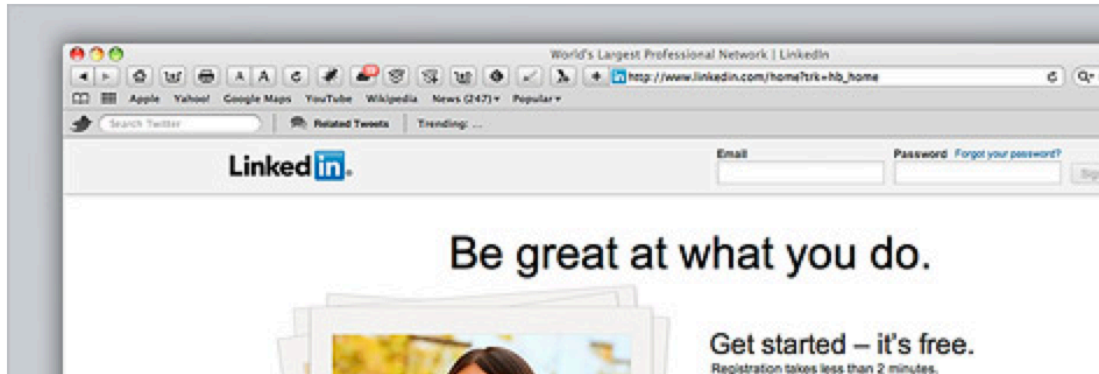 World's Largest Professional Network | LinkedIn
A A
http://www.linkedin.com/home?trk=hb_home
Apple Yahoo! Google Maps YouTube Wikipedia News (247) Popular
Search Twitter Related Tweets Trending: ...
Linked in.
Email Password Forgot your password?
Be great at what you do.
Get started – it's free.
Registration takes less than 2 minutes.